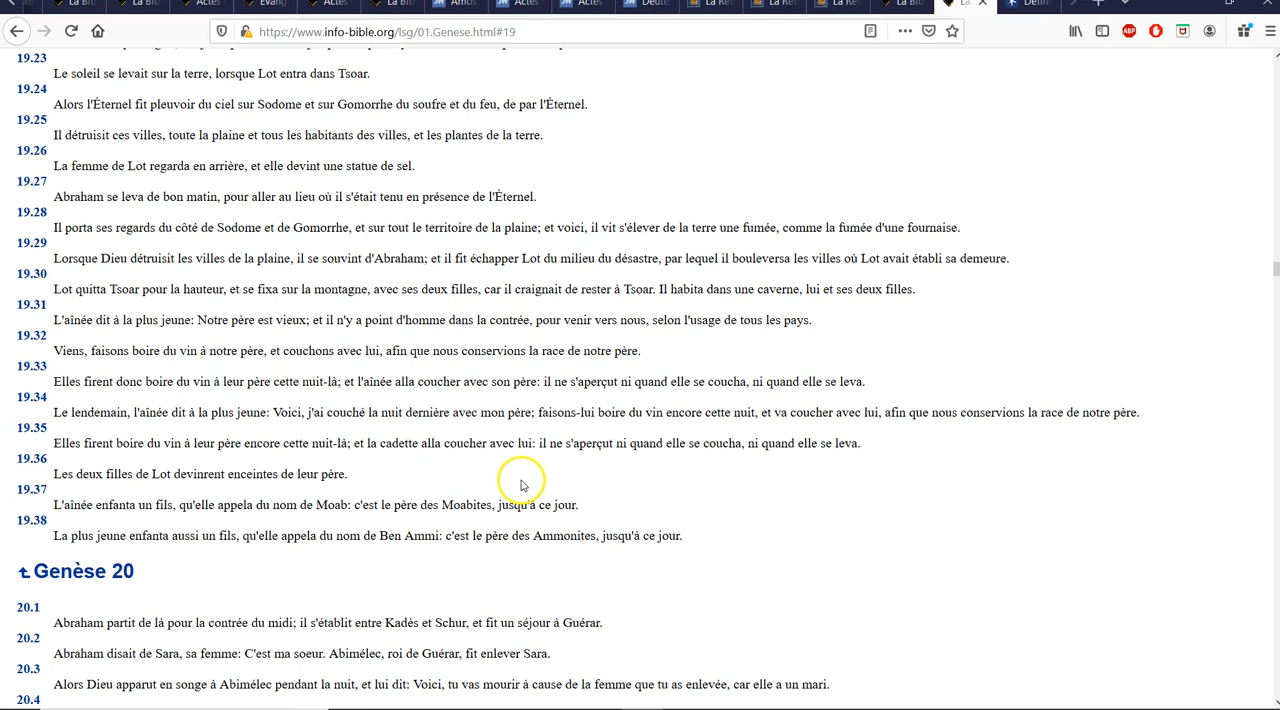 La Bib
La Bib
Actes
Évang
Actes
La Bib
Amos
Actes
Actes
Deuté
La Ré
La Ré
La Ré
La Bib
La
Défini
https://www.info-bible.org/lsg/01.Genese.html#19
ABP
19.23
Le soleil se levait sur la terre, lorsque Lot entra dans Tsoar.
19.24
Alors l'Éternel fit pleuvoir du ciel sur Sodome et sur Gomorrhe du soufre et du feu, de par l'Éternel.
19.25
Il détruisit ces villes, toute la plaine et tous les habitants des villes, et les plantes de la terre.
19.26
La femme de Lot regarda en arrière, et elle devint une statue de sel.
19.27
Abraham se leva de bon matin, pour aller au lieu où il s'était tenu en présence de l'Éternel.
19.28
Il porta ses regards du côté de Sodome et de Gomorrhe, et sur tout le territoire de la plaine; et voici, il vit s'élever de la terre une fumée, comme la fumée d'une fournaise.
19.29
Lorsque Dieu détruisit les villes de la plaine, il se souvint d'Abraham; et il fit échapper Lot du milieu du désastre, par lequel il bouleversa les villes où Lot avait établi sa demeure.
19.30
Lot quitta Tsoar pour la hauteur, et se fixa sur la montagne, avec ses deux filles, car il craignait de rester à Tsoar. Il habita dans une caverne, lui et ses deux filles.
19.31
L'aînée dit à la plus jeune: Notre père est vieux; et il n'y a point d'homme dans la contrée, pour venir vers nous, selon l'usage de tous les pays.
19.32
Viens, faisons boire du vin à notre père, et couchons avec lui, afin que nous conservions la race de notre père.
19.33
Elles firent donc boire du vin à leur père cette nuit-là; et l'aînée alla coucher avec son père: il ne s'aperçut ni quand elle se coucha, ni quand elle se leva.
19.34
Le lendemain, l'aînée dit à la plus jeune: Voici, j'ai couché la nuit dernière avec mon père; faisons-lui boire du vin encore cette nuit, et va coucher avec lui, afin que nous conservions la race de notre père.
19.35
Elles firent boire du vin à leur père encore cette nuit-là; et la cadette alla coucher avec lui: il ne s'aperçut ni quand elle se coucha, ni quand elle se leva.
19.36
Les deux filles de Lot devinrent enceintes de leur père.
19.37
L'aînée enfanta un fils, qu'elle appela du nom de Moab: c'est le père des Moabites, jusqu'à ce jour.
19.38
La plus jeune enfanta aussi un fils, qu'elle appela du nom de Ben Ammi: c'est le père des Ammonites, jusqu'à ce jour.
Genèse 20
20.1
Abraham partit de là pour la contrée du midi; il s'établit entre Kadès et Schur, et fit un séjour à Guérar.
20.2
Abraham disait de Sara, sa femme: C'est ma soeur. Abimélec, roi de Guérar, fit enlever Sara.
20.3
Alors Dieu apparut en songe à Abimélec pendant la nuit, et lui dit: Voici, tu vas mourir à cause de la femme que tu as enlevée, car elle a un mari.
20.4